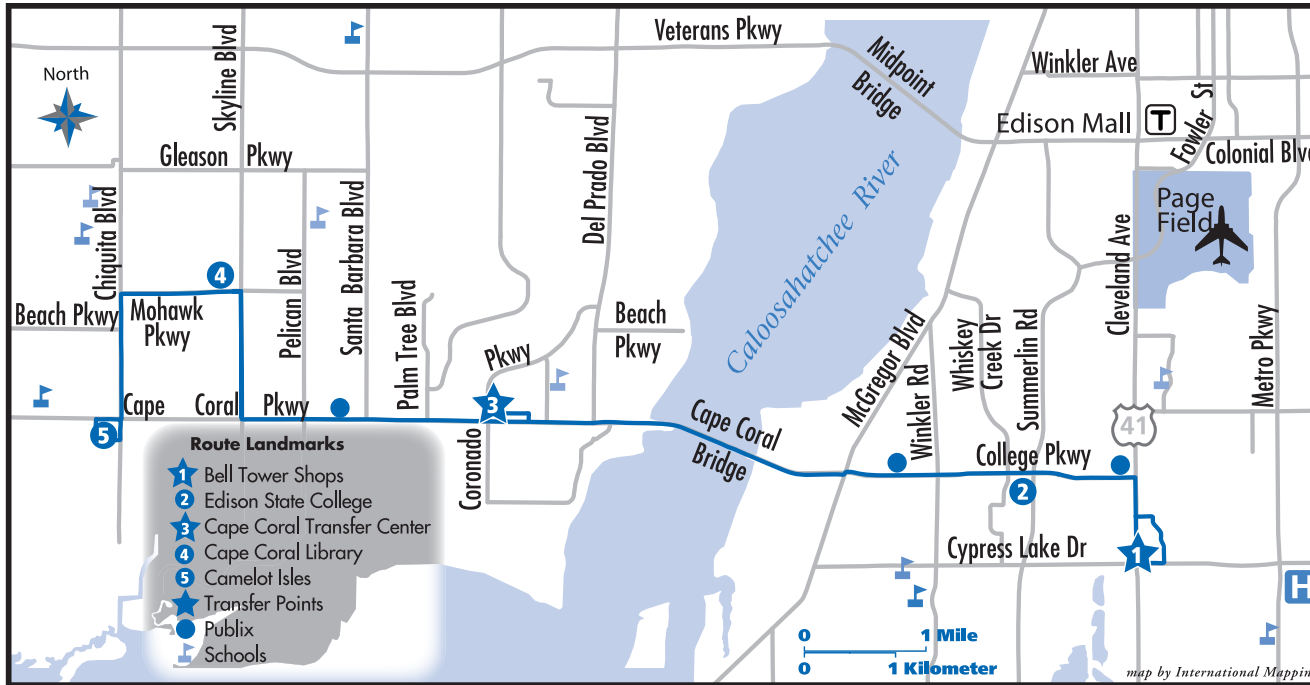 Veterans Pkwy
North
Skyline Blvd
Midpoint
Bridge
Winkler Ave
Edison Mall
T
Fowler St
Colonial Blvd
Gleason Pkwy
Chiquita Blvd
Pelican Blvd
Santa Barbara Blvd
Del Prado Blvd
Caloosahatchee River
Page
Field
Cleveland Ave
Metro Pkwy
4
Beach Pkwy
Mohawk
Pkwy
Palm Tree Blvd
Pkwy
Beach
Pkwy
McGregor Blvd
Winkler Rd
Whiskey
Creek Dr
Summerlin Rd
41
Cape Coral Pkwy
3
5
Coronado
Cape Coral
Bridge
College Pkwy
2
Cypress Lake Dr
1
H
Route Landmarks
1 Bell Tower Shops
2 Edison State College
3 Cape Coral Transfer Center
4 Cape Coral Library
5 Camelot Isles
Transfer Points
Publix
Schools
0 1 Mile
0 1 Kilometer
map by International Mappin